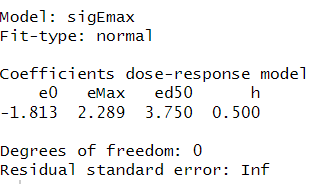 Model: sigEmax
Fit-type: normal
Coefficients dose-response model
e0 eMax ed50 h
-1.813 2.289 3.750 0.500
Degrees of freedom: 0
Residual standard error: Inf